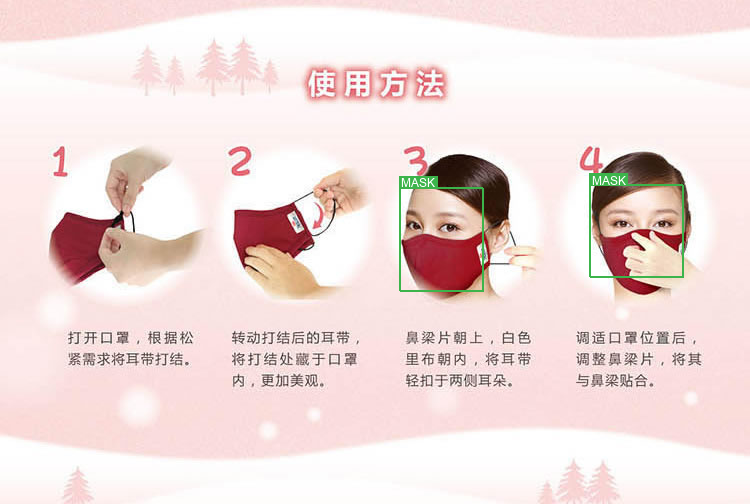 使用方法
1
打开口罩，根据松
紧需求将耳带打结。
2
转动打结后的耳带，
将打结处藏于口罩
内，更加美观。
3
MASK
鼻梁片朝上，白色
里布朝内，将耳带
轻扣于两侧耳朵。
4
MASK
调适口罩位置后，
调整鼻梁片，将其
与鼻梁贴合。